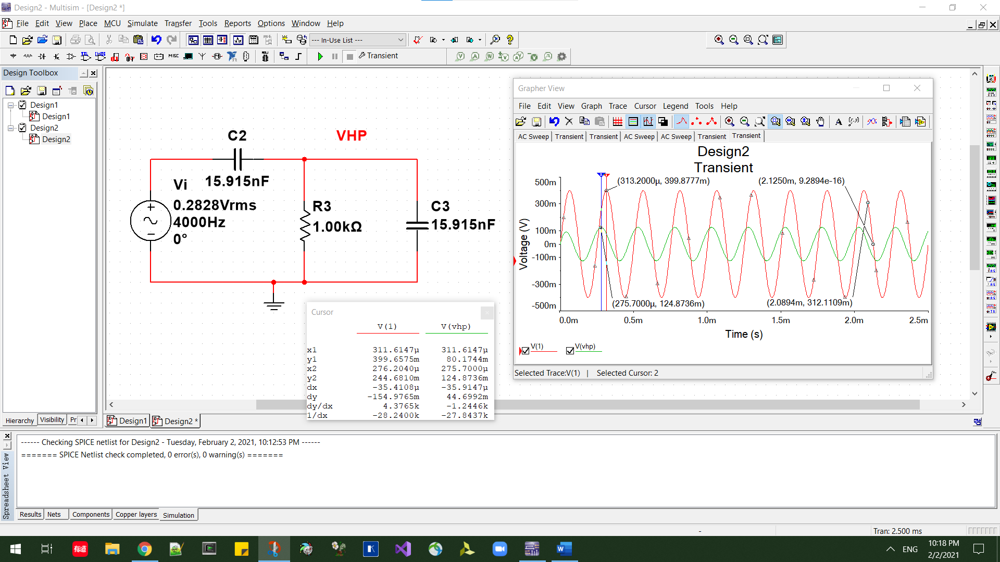 Design2 - Multisim - [Design2 *]
File Edit View Place MCU Simulate Transfer Tools Reports Options Window Help
--- In-Use List ---
MISC
Transient
Design Toolbox
Design1
Design1
Design2
Design2
Hierarchy Visibility Pr
C2
15.915nF
VHP
Vi
0.2828Vrms
4000Hz
0°
R3
1.00kΩ
C3
15.915nF
Grapher View
File Edit View Graph Trace Cursor Legend Tools Help
AC Sweep Transient Transient AC Sweep AC Sweep Transient Transient
Design2
Transient
(313.2000µ, 399.8777m)
(2.1250m, 9.2894e-16)
(275.7000µ, 124.8736m)
(2.0894m, 312.1109m)
Voltage (V)
500m
300m
100m
0m
-100m
-300m
-500m
0.0m 0.5m 1.0m 1.5m 2.0m 2.5m
Time (s)
V(1) V(vhp)
Selected Trace:V(1) | Selected Cursor: 2
Cursor
V(1) V(vhp)
x1 311.6147µ 311.6147µ
y1 399.6575m 80.1744m
x2 276.2040µ 275.7000µ
y2 244.6810m 124.8736m
dx -35.4108µ -35.9147µ
dy -154.9765m 44.6992m
dy/dx 4.3765k -1.2446k
1/dx -28.2400k -27.8437k
Design1 Design2 *
Spreadsheet View
------ Checking SPICE netlist for Design2 - Tuesday, February 2, 2021, 10:12:53 PM ------
======= SPICE Netlist check completed, 0 error(s), 0 warning(s) =======
Results Nets Components Copper layers Simulation
-
Tran: 2.500 ms
有道
ENG
10:18 PM
2/2/2021